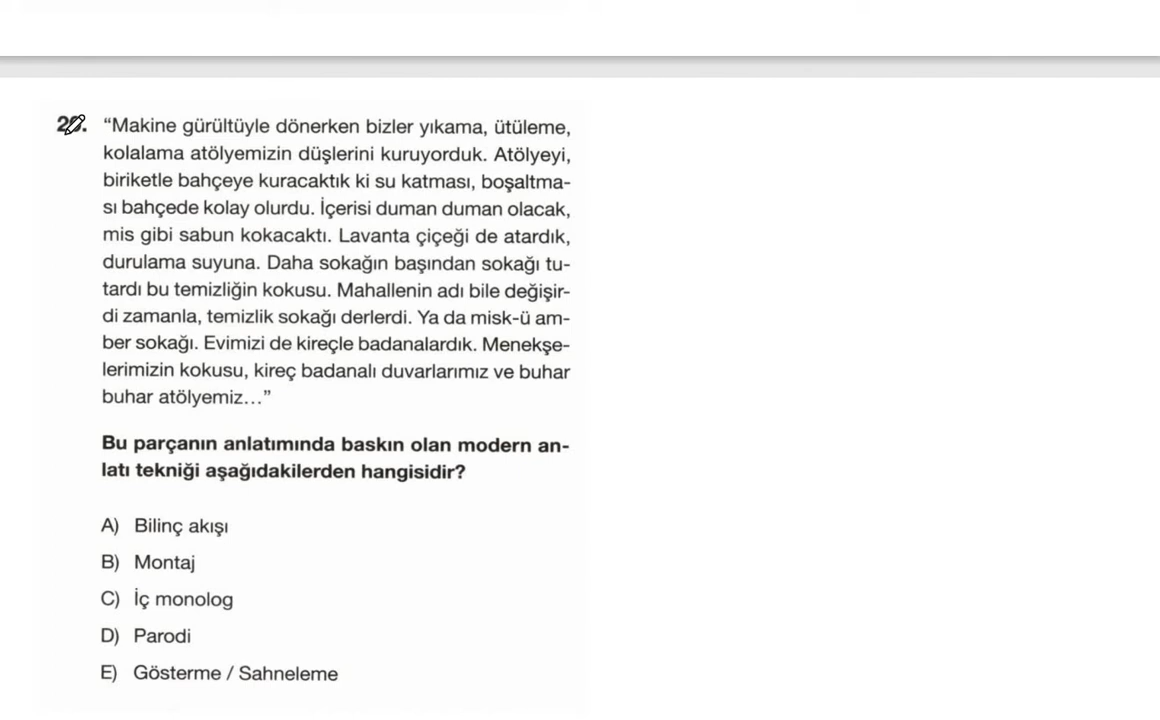 "Makine gürültüyle dönerken bizler yıkama, ütüleme,
kolalama atölyemizin düşlerini kuruyorduk. Atölyeyi,
biriketle bahçeye kuracaktık ki su katması, boşaltma-
sı bahçede kolay olurdu. İçerisi duman duman olacak,
mis gibi sabun kokacaktı. Lavanta çiçeği de atardık,
durulama suyuna. Daha sokağın başından sokağı tu-
tardı bu temizliğin kokusu. Mahallenin adı bile değişir-
di zamanla, temizlik sokağı derlerdi. Ya da misk-ü am-
ber sokağı. Evimizi de kireçle badanalardık. Menekşe-
lerimizin kokusu, kireç badanalı duvarlarımız ve buhar
buhar atölyemiz..."
Bu parçanın anlatımında baskın olan modern an-
latı tekniği aşağıdakilerden hangisidir?
A) Bilinç akışı
B) Montaj
C) İç monolog
D) Parodi
E) Gösterme / Sahneleme